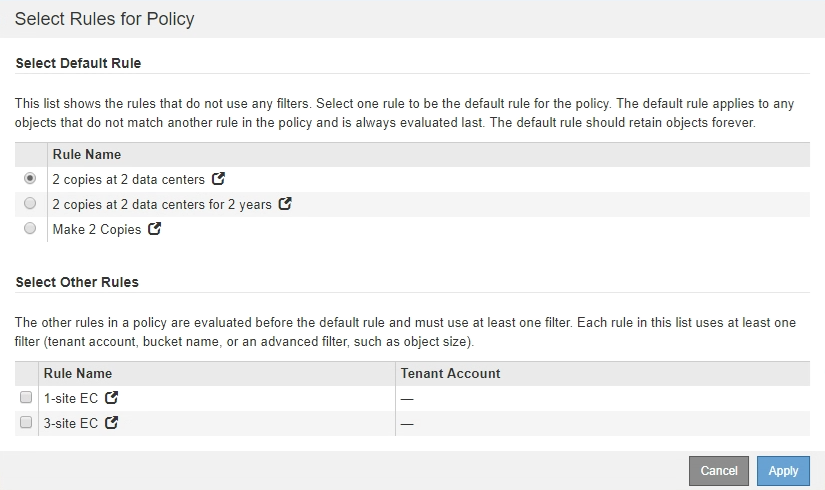 Select Rules for Policy
Select Default Rule
This list shows the rules that do not use any filters. Select one rule to be the default rule for the policy. The default rule applies to any
objects that do not match another rule in the policy and is always evaluated last. The default rule should retain objects forever.
Rule Name
2 copies at 2 data centers
2 copies at 2 data centers for 2 years
Make 2 Copies
Select Other Rules
The other rules in a policy are evaluated before the default rule and must use at least one filter. Each rule in this list uses at least one
filter (tenant account, bucket name, or an advanced filter, such as object size).
Rule Name Tenant Account
1-site EC —
3-site EC —
Cancel Apply